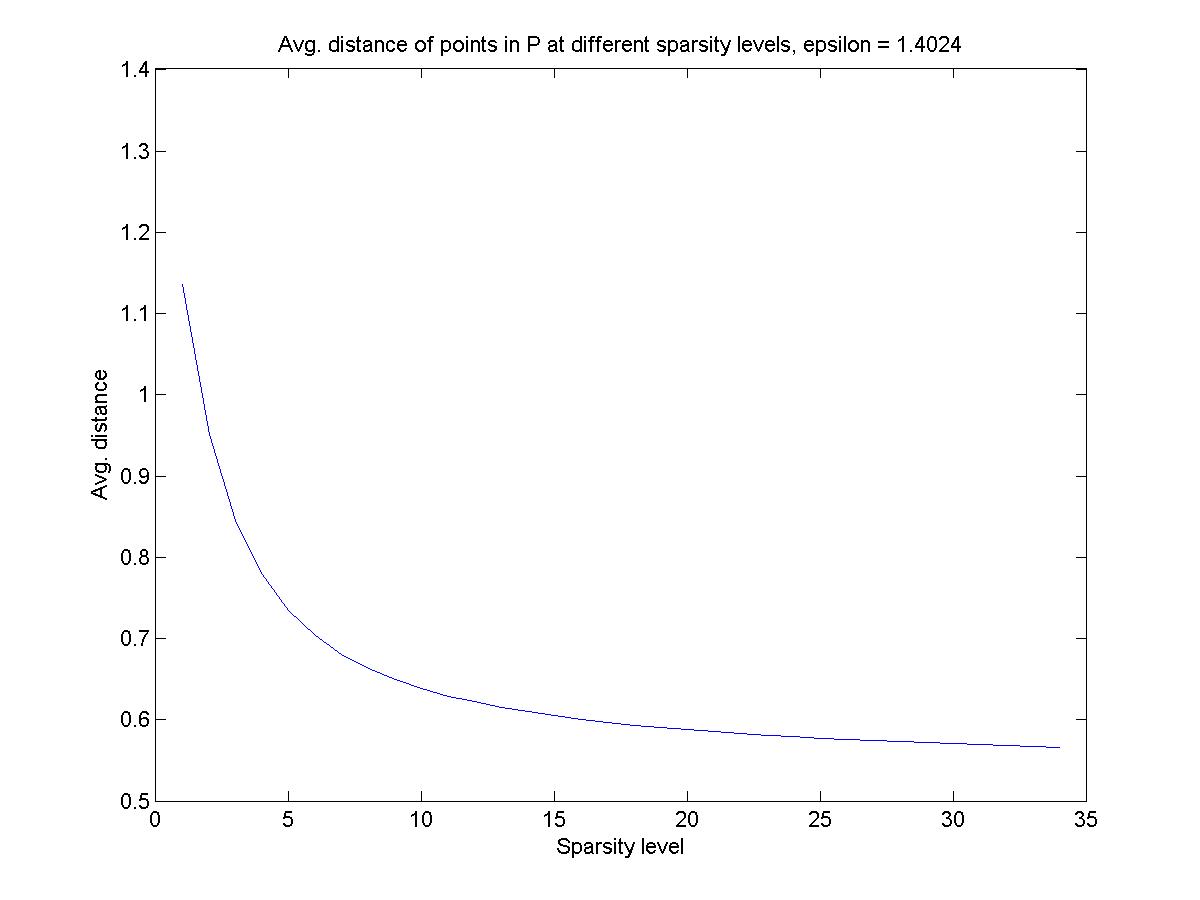 Avg. distance of points in P at different sparsity levels, epsilon = 1.4024
1.4
1.3
1.2
1.1
1
0.9
0.8
0.7
0.6
0.5
Avg. distance
0 5 10 15 20 25 30 35
Sparsity level